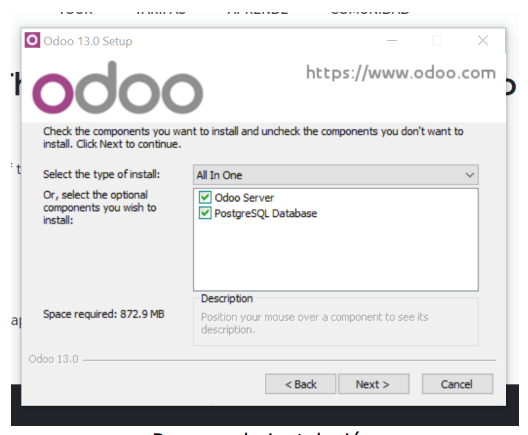 TOUR TARIFAS APRENDE COMUNIDAD
Odoo 13.0 Setup
odoo
https://www.odoo.com
Check the components you want to install and uncheck the components you don't want to
install. Click Next to continue.
Select the type of install:
All In One
Or, select the optional
components you wish to
install:
Odoo Server
PostgreSQL Database
Space required: 872.9 MB
Description
Position your mouse over a component to see its
description.
Odoo 13.0
< Back
Next >
Cancel